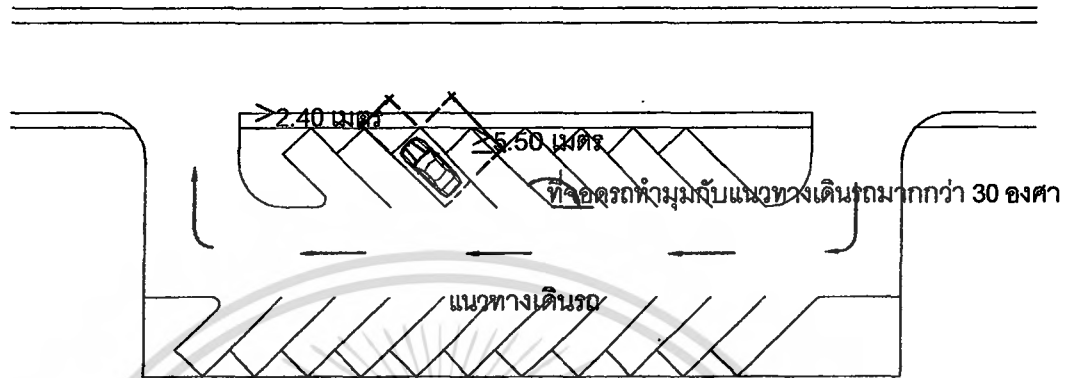 ≥2.40 เมตร
≥5.50 เมตร
ที่จอดรถทำมุมกับแนวทางเดินรถมากกว่า 30 องศา
แนวทางเดินรถ